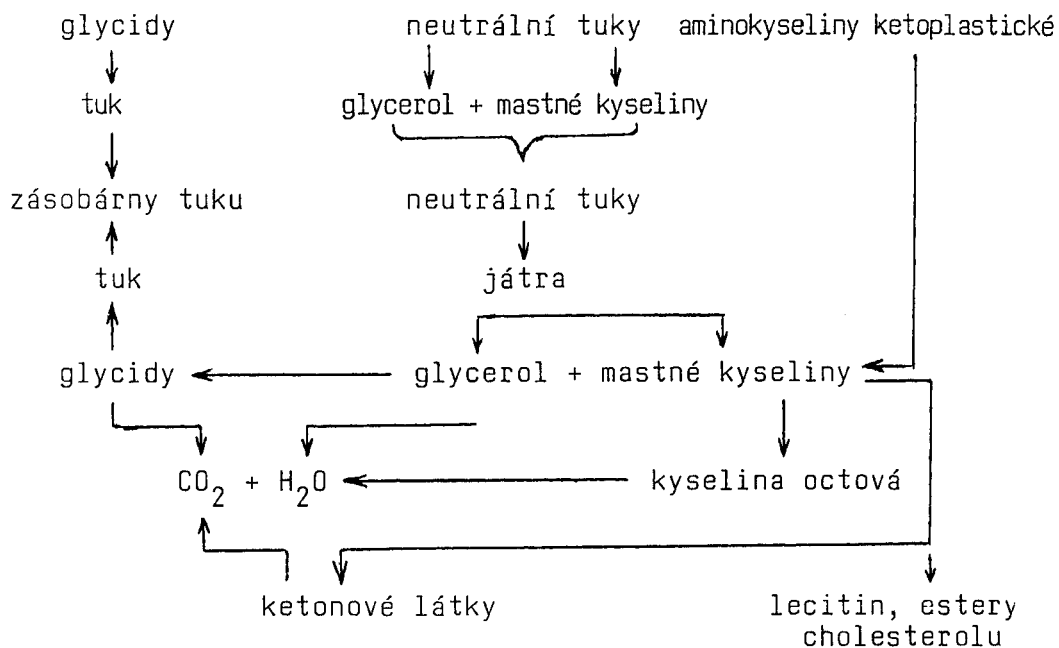 glycidy neutrální tuky aminokyseliny ketoplastické
tuk glycerol + mastné kyseliny
zásobárny tuku neutrální tuky
tuk játra
glycidy glycerol + mastné kyseliny
CO2 + H2O kyselina octová
ketonové látky lecitin, estery
cholesterolu